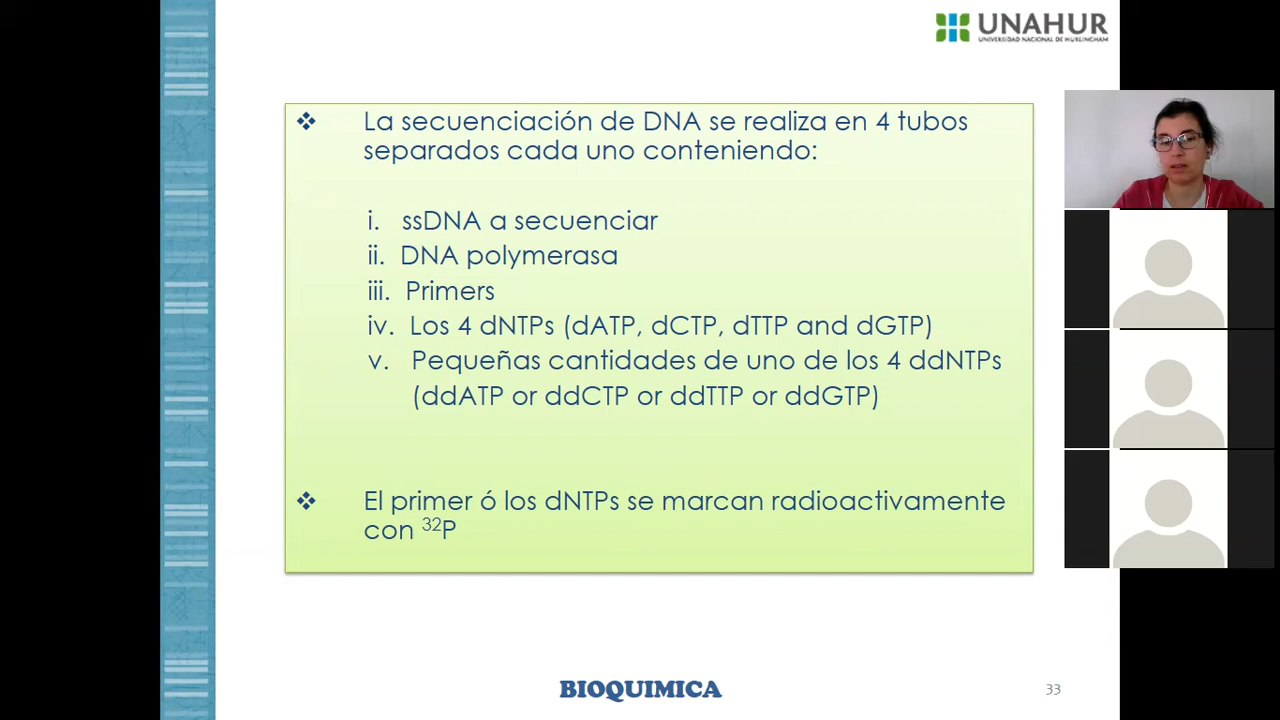 UNAHUR
UNIVERSIDAD NACIONAL DE HURLINGHAM
❖ La secuenciación de DNA se realiza en 4 tubos
separados cada uno conteniendo:
i. ssDNA a secuenciar
ii. DNA polymerasa
iii. Primers
iv. Los 4 dNTPs (dATP, dCTP, dTTP and dGTP)
v. Pequeñas cantidades de uno de los 4 ddNTPs
(ddATP or ddCTP or ddTTP or ddGTP)
❖ El primer ó los dNTPs se marcan radioactivamente
con ³²P
BIOQUIMICA
33